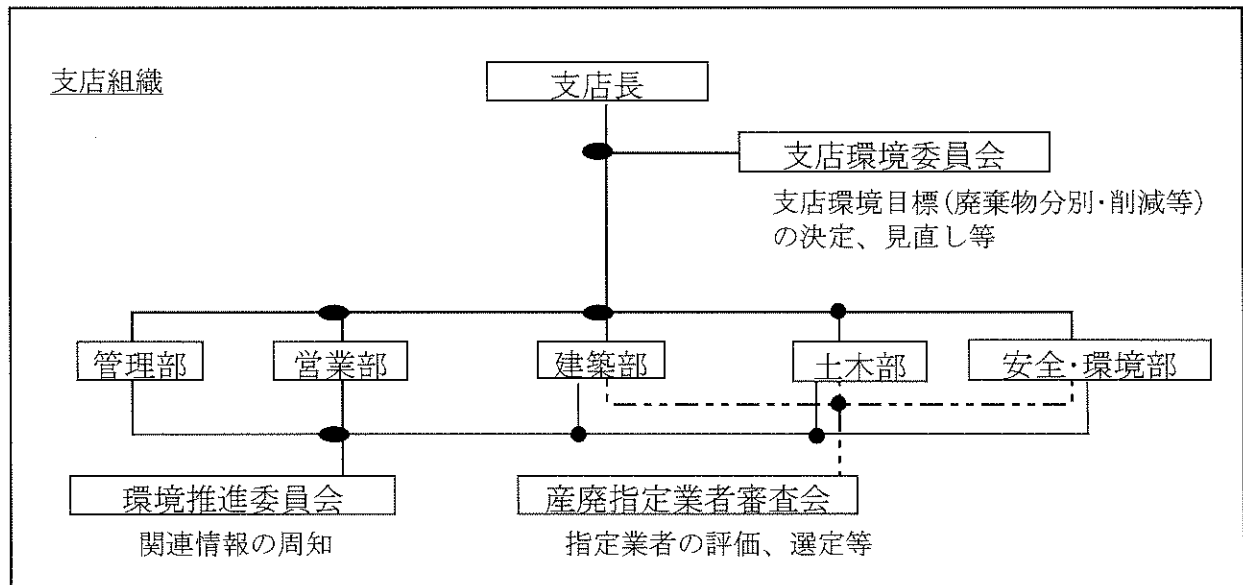 支店組織
支店長
支店環境委員会
支店環境目標(廃棄物分別・削減等)
の決定、見直し等
管理部
営業部
建築部
土木部
安全・環境部
環境推進委員会
関連情報の周知
産廃指定業者審査会
指定業者の評価、選定等